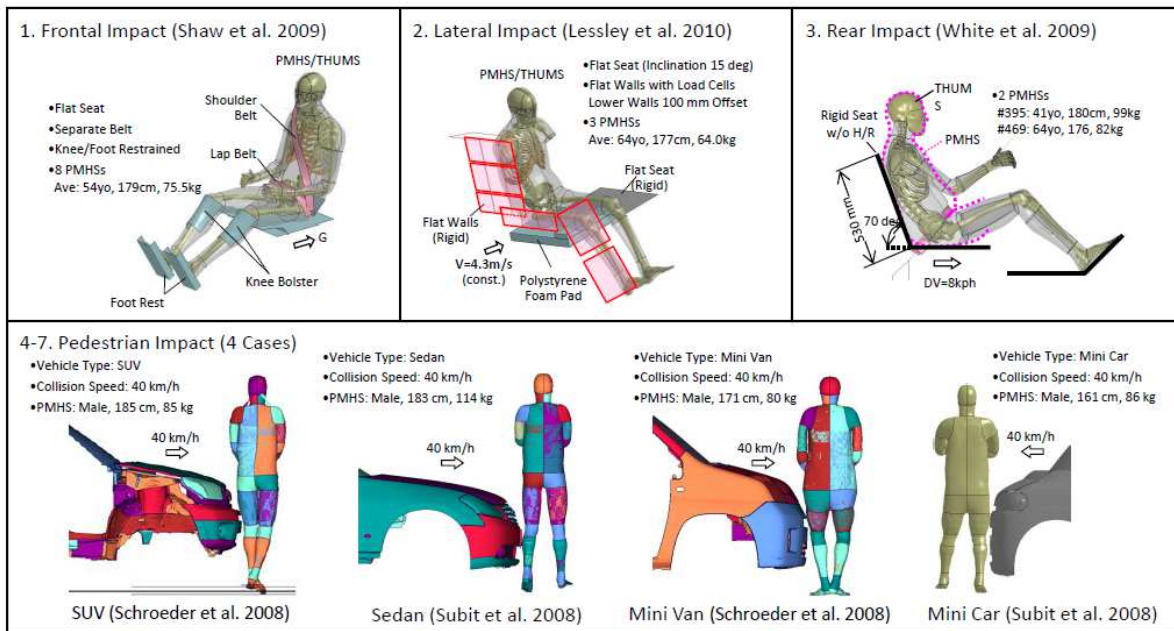 1. Frontal Impact (Shaw et al. 2009)
PMHS/THUMS
Shoulder
Belt
•Flat Seat
•Separate Belt
•Knee/Foot Restrained
•8 PMHSs
Ave: 54yo, 179cm, 75.5kg
Lap Belt
G
Knee Bolster
Foot Rest
2. Lateral Impact (Lessley et al. 2010)
PMHS/THUMS
•Flat Seat (Inclination 15 deg)
•Flat Walls with Load Cells
Lower Walls 100 mm Offset
•3 PMHSs
Ave: 64yo, 177cm, 64.0kg
Flat Seat
(Rigid)
Flat Walls
(Rigid)
V=4.3m/s
(const.)
Polystyrene
Foam Pad
3. Rear Impact (White et al. 2009)
THUM
S
Rigid Seat
w/o H/R
•2 PMHSs
#395: 41yo, 180cm, 99kg
#469: 64yo, 176, 82kg
PMHS
530 mm
70 deg
DV=8kph
4-7. Pedestrian Impact (4 Cases)
•Vehicle Type: SUV
•Collision Speed: 40 km/h
•PMHS: Male, 185 cm, 85 kg
40 km/h
SUV (Schroeder et al. 2008)
•Vehicle Type: Sedan
•Collision Speed: 40 km/h
•PMHS: Male, 183 cm, 114 kg
40 km/h
Sedan (Subit et al. 2008)
•Vehicle Type: Mini Van
•Collision Speed: 40 km/h
•PMHS: Male, 171 cm, 80 kg
40 km/h
Mini Van (Schroeder et al. 2008)
•Vehicle Type: Mini Car
•Collision Speed: 40 km/h
•PMHS: Male, 161 cm, 86 kg
40 km/h
Mini Car (Subit et al. 2008)